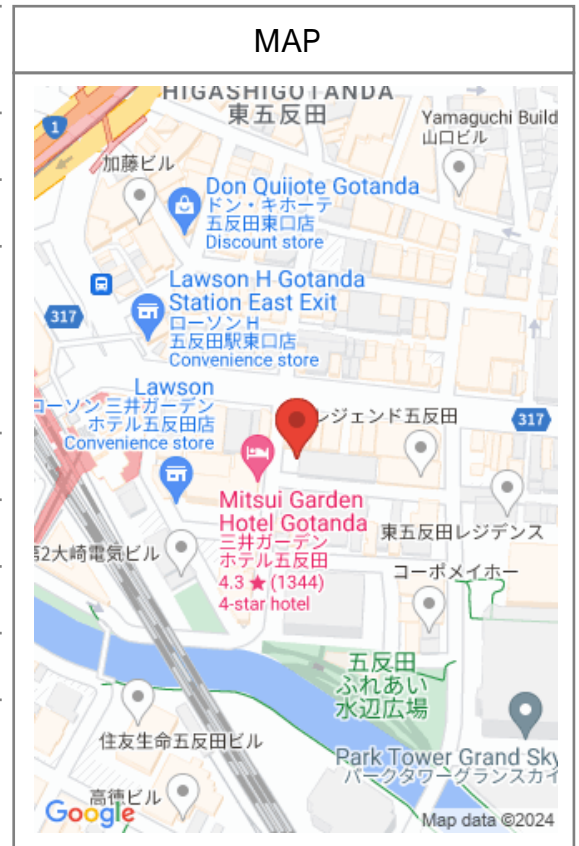 MAP
HIGASHIGOTANDA
東五反田
1
Yamaguchi Build
山口ビル
加藤ビル
Don Quijote Gotanda
ドン・キホーテ
五反田東口店
Discount store
Lawson H Gotanda
Station East Exit
ローソン H
五反田駅東口店
Convenience store
317
Lawson
ローソン 三井ガーデン
ホテル五反田店
Convenience store
レジェンド五反田
317
Mitsui Garden
Hotel Gotanda
三井ガーデン
ホテル五反田
4.3 ★ (1344)
4-star hotel
東五反田レジデンス
第2大崎電気ビル
コーポメイホー
五反田
ふれあい
水辺広場
住友生命五反田ビル
Park Tower Grand Sky
パークタワーグランスカイ
高徳ビル
Google
Map data ©2024